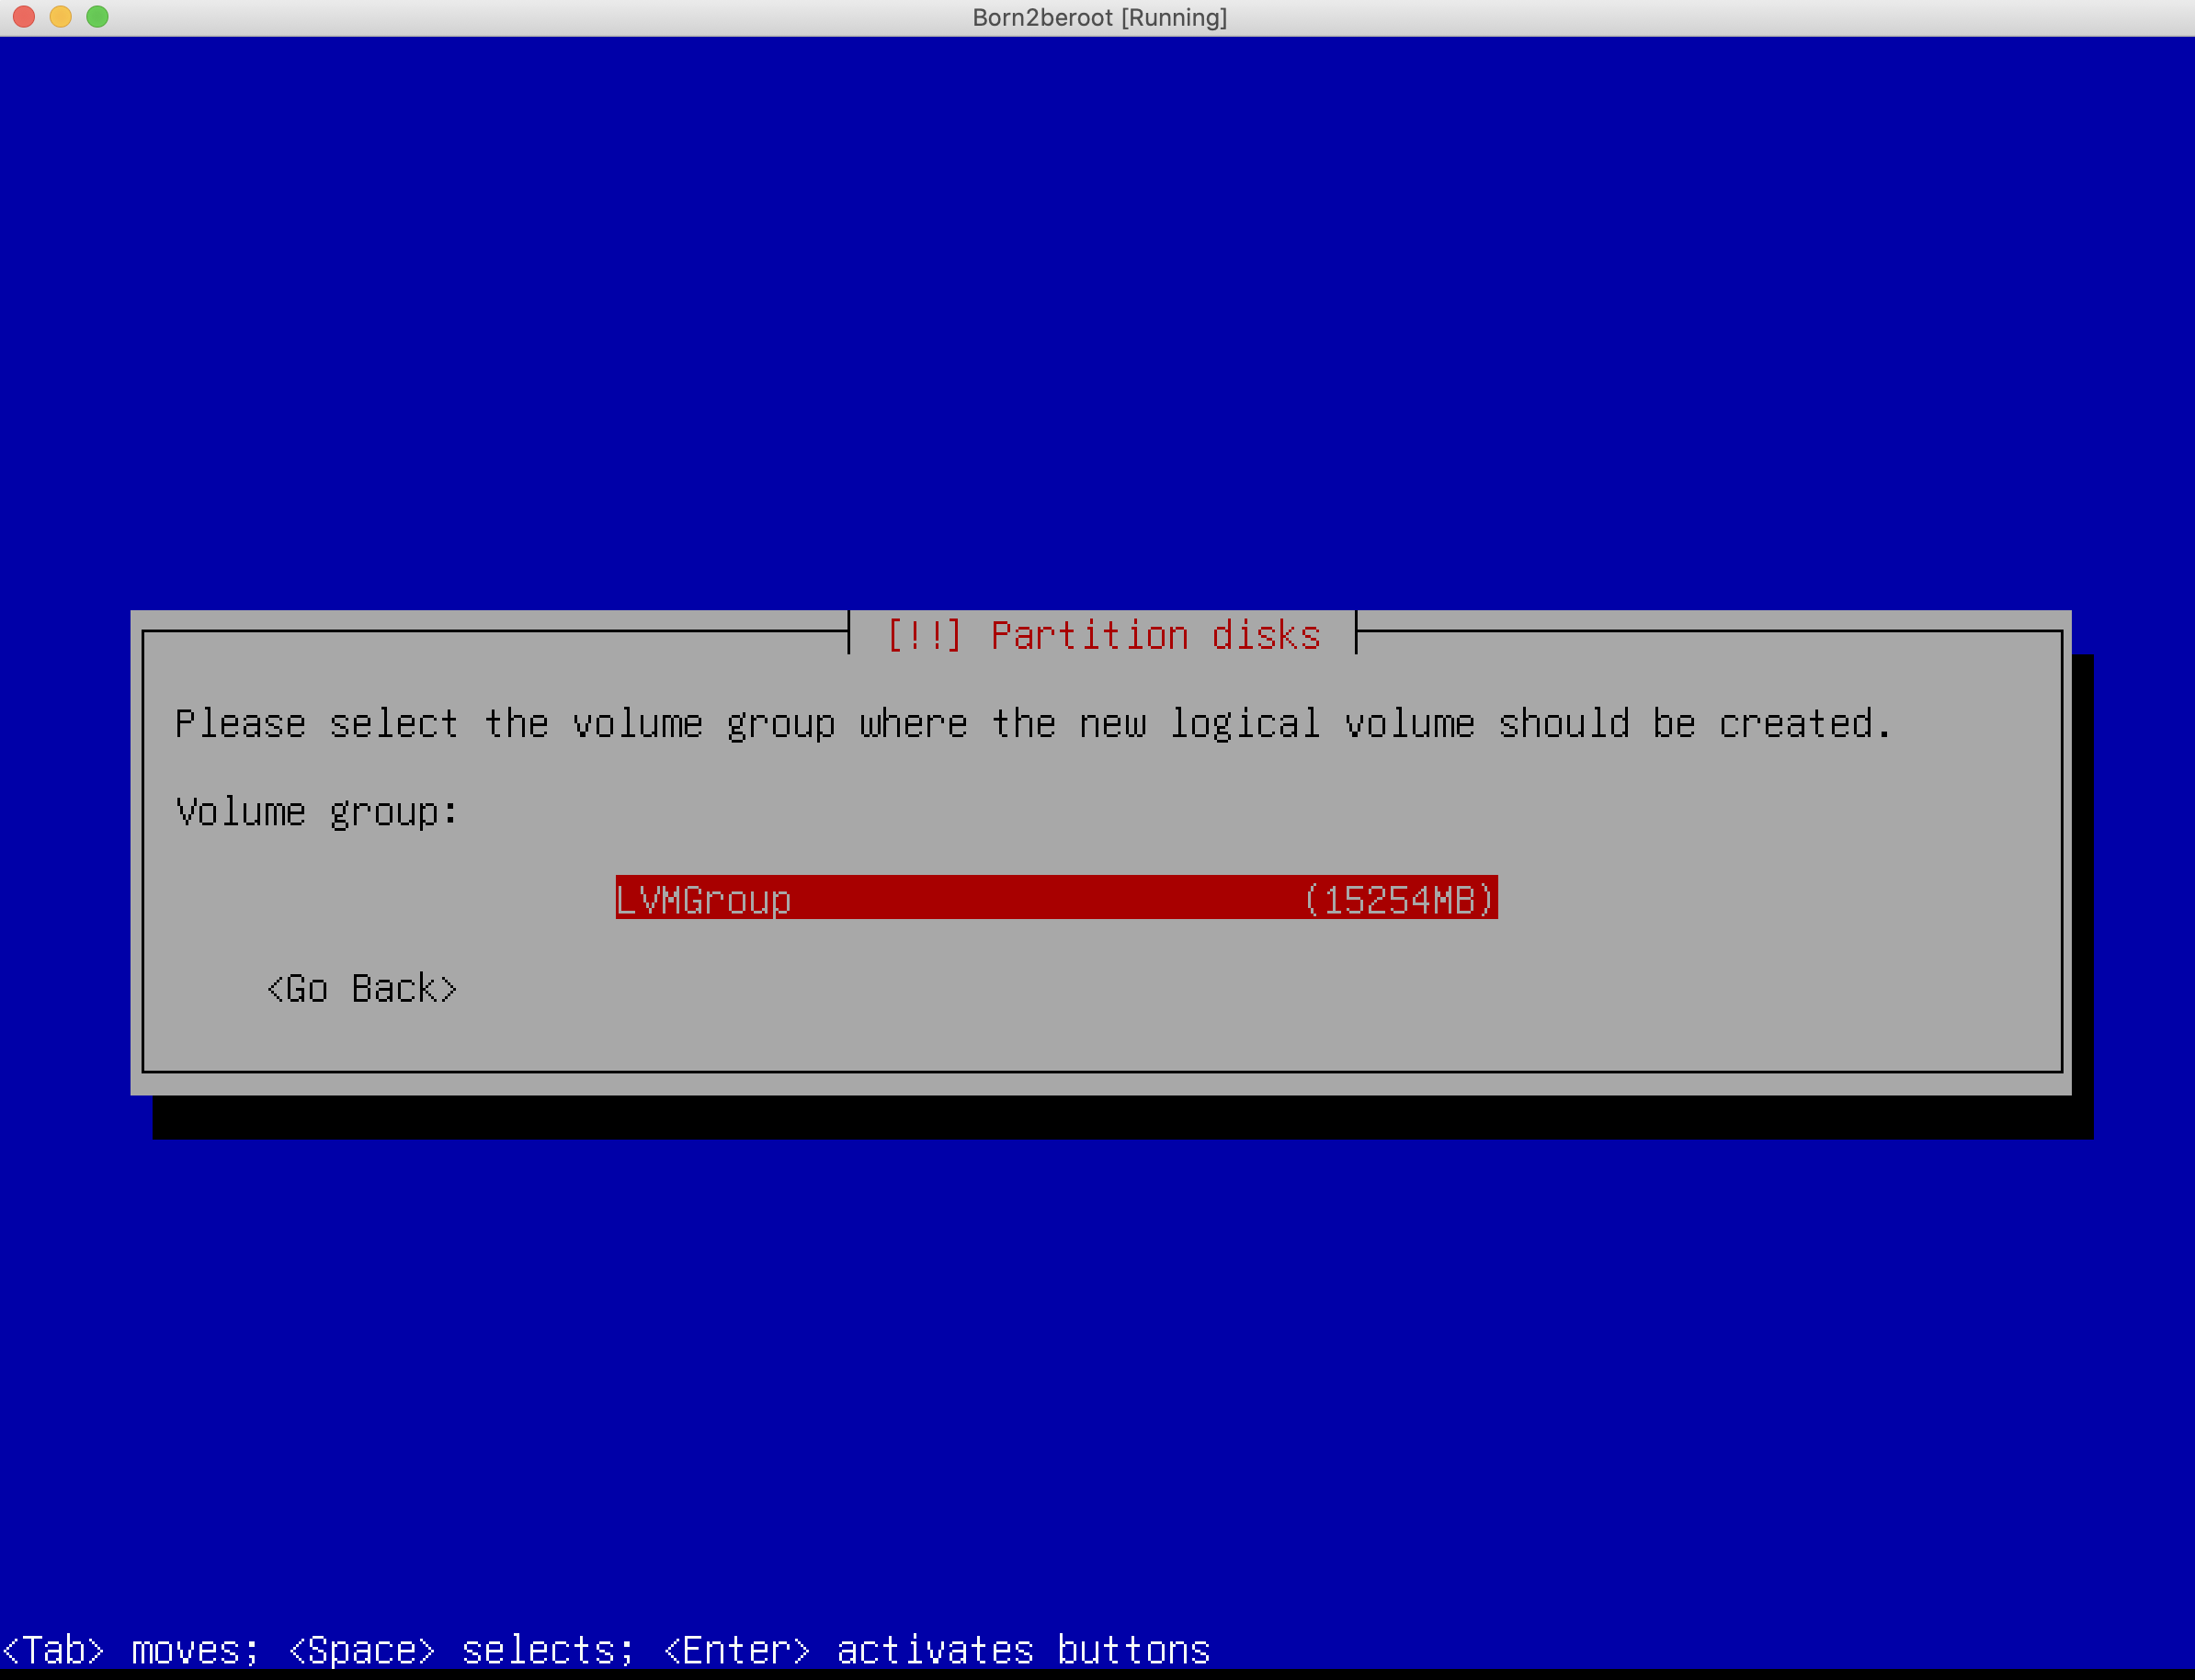 Born2beroot [Running]
[!!] Partition disks
Please select the volume group where the new logical volume should be created.
Volume group:
LVMGroup (15254MB)
<Go Back>
<Tab> moves; <Space> selects; <Enter> activates buttons